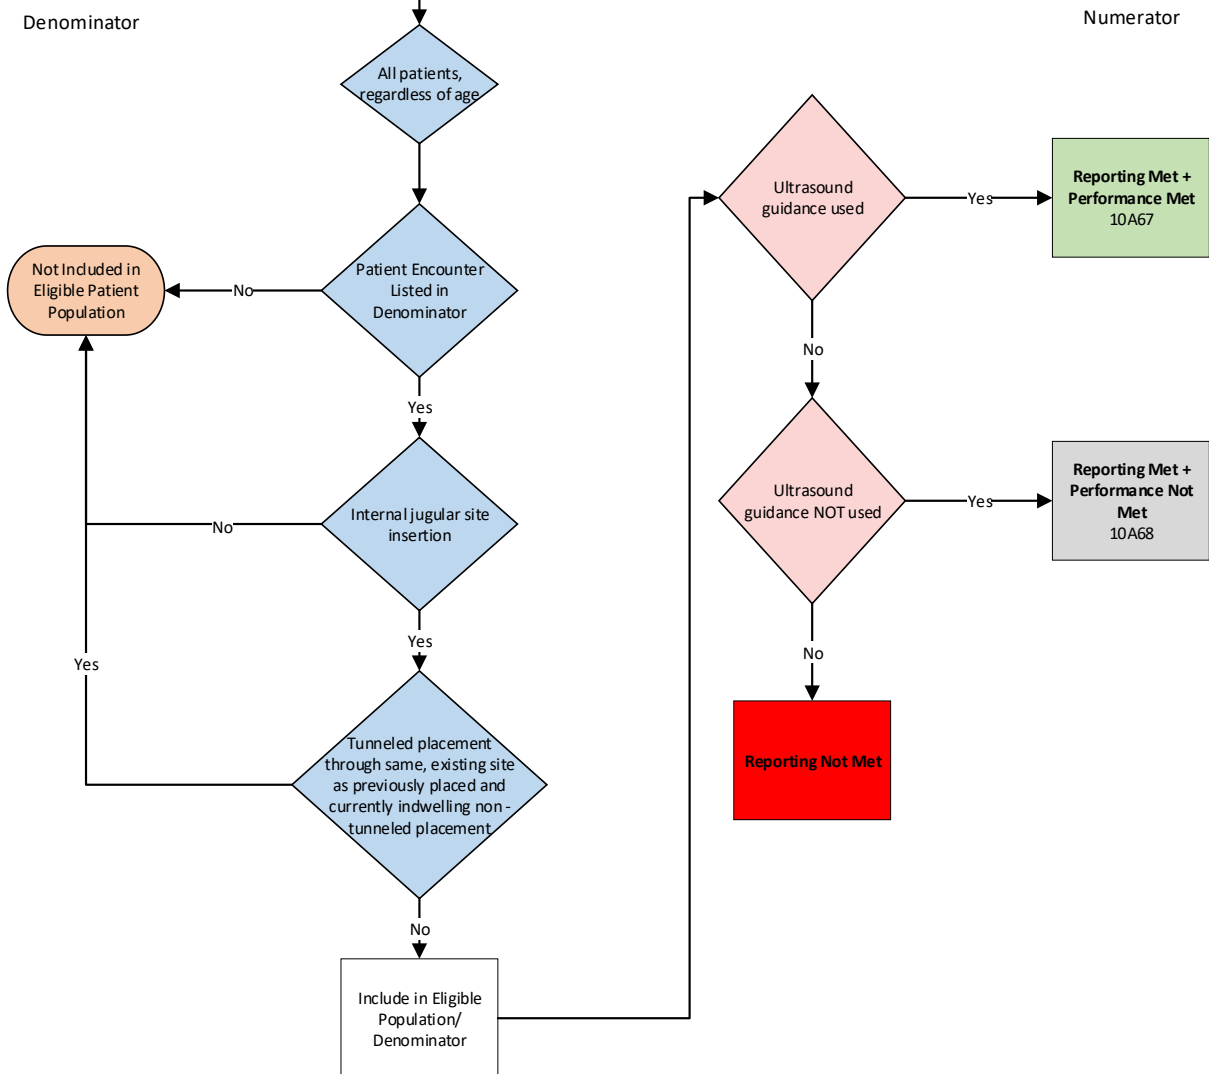 Denominator
Numerator
All patients,
regardless of age
Patient Encounter
Listed in
Denominator
No
Not Included in
Eligible Patient
Population
Yes
Internal jugular site
insertion
No
Yes
Tunneled placement
through same, existing site
as previously placed and
currently indwelling non -
tunneled placement
Yes
No
Include in Eligible
Population/
Denominator
Ultrasound
guidance used
Yes
Reporting Met +
Performance Met
10A67
No
Ultrasound
guidance NOT used
Yes
Reporting Met +
Performance Not
Met
10A68
No
Reporting Not Met